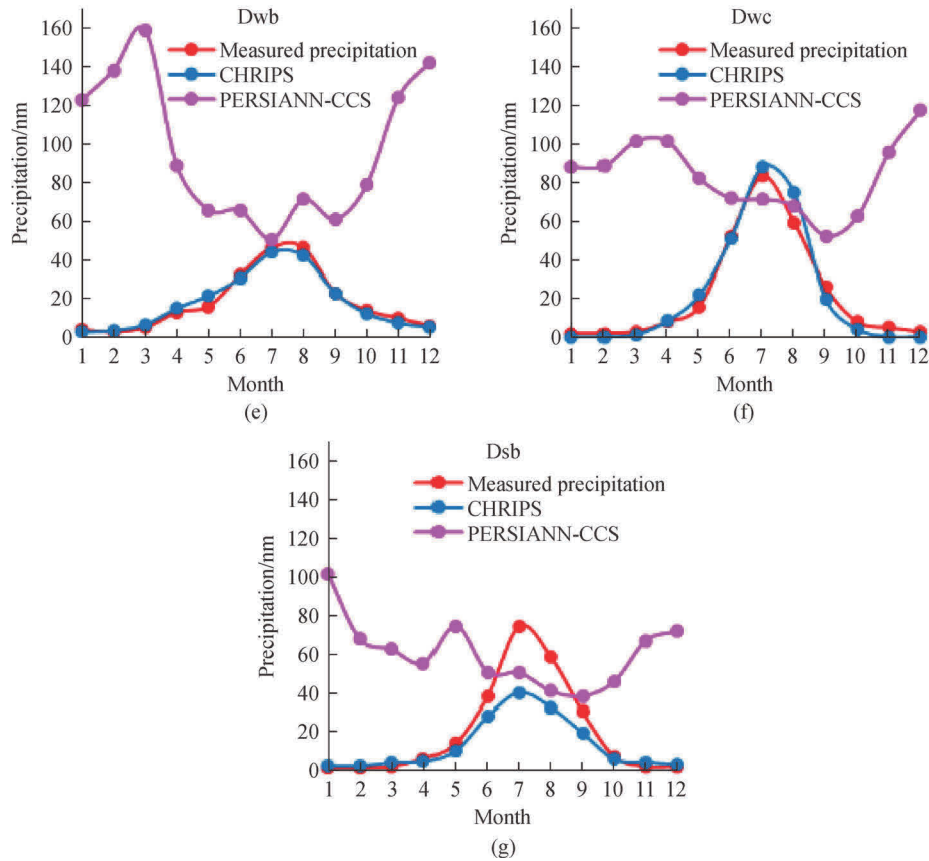 Dwb
Measured precipitation
CHRIPS
PERSIANN-CCS
Precipitation/nm
160
140
120
100
80
60
40
20
0
1 2 3 4 5 6 7 8 9 10 11 12
Month
(e)
Dwc
Measured precipitation
CHRIPS
PERSIANN-CCS
Precipitation/nm
160
140
120
100
80
60
40
20
0
1 2 3 4 5 6 7 8 9 10 11 12
Month
(f)
Dsb
Measured precipitation
CHRIPS
PERSIANN-CCS
Precipitation/nm
160
140
120
100
80
60
40
20
0
1 2 3 4 5 6 7 8 9 10 11 12
Month
(g)